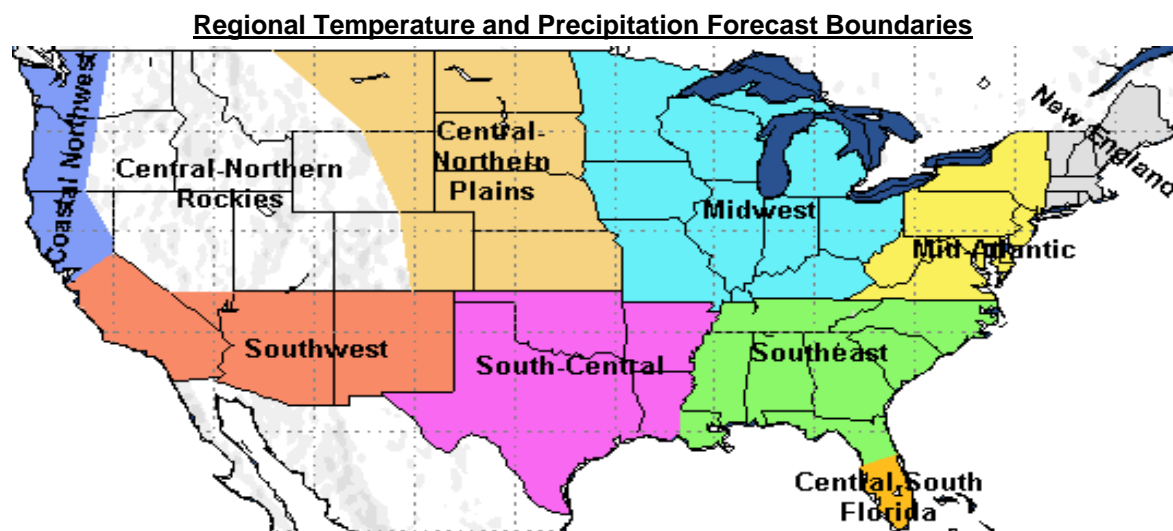 Regional Temperature and Precipitation Forecast Boundaries
Coastal Northwest
Central-Northern
Rockies
Central-
Northern
Plains
Midwest
New England
Mid-Atlantic
Southwest
South-Central
Southeast
Central-South
Florida